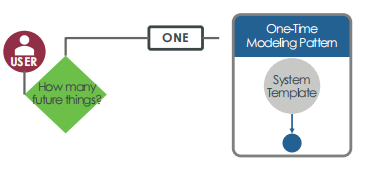 USER
How many
future things?
ONE
One-Time
Modeling Pattern
System
Template